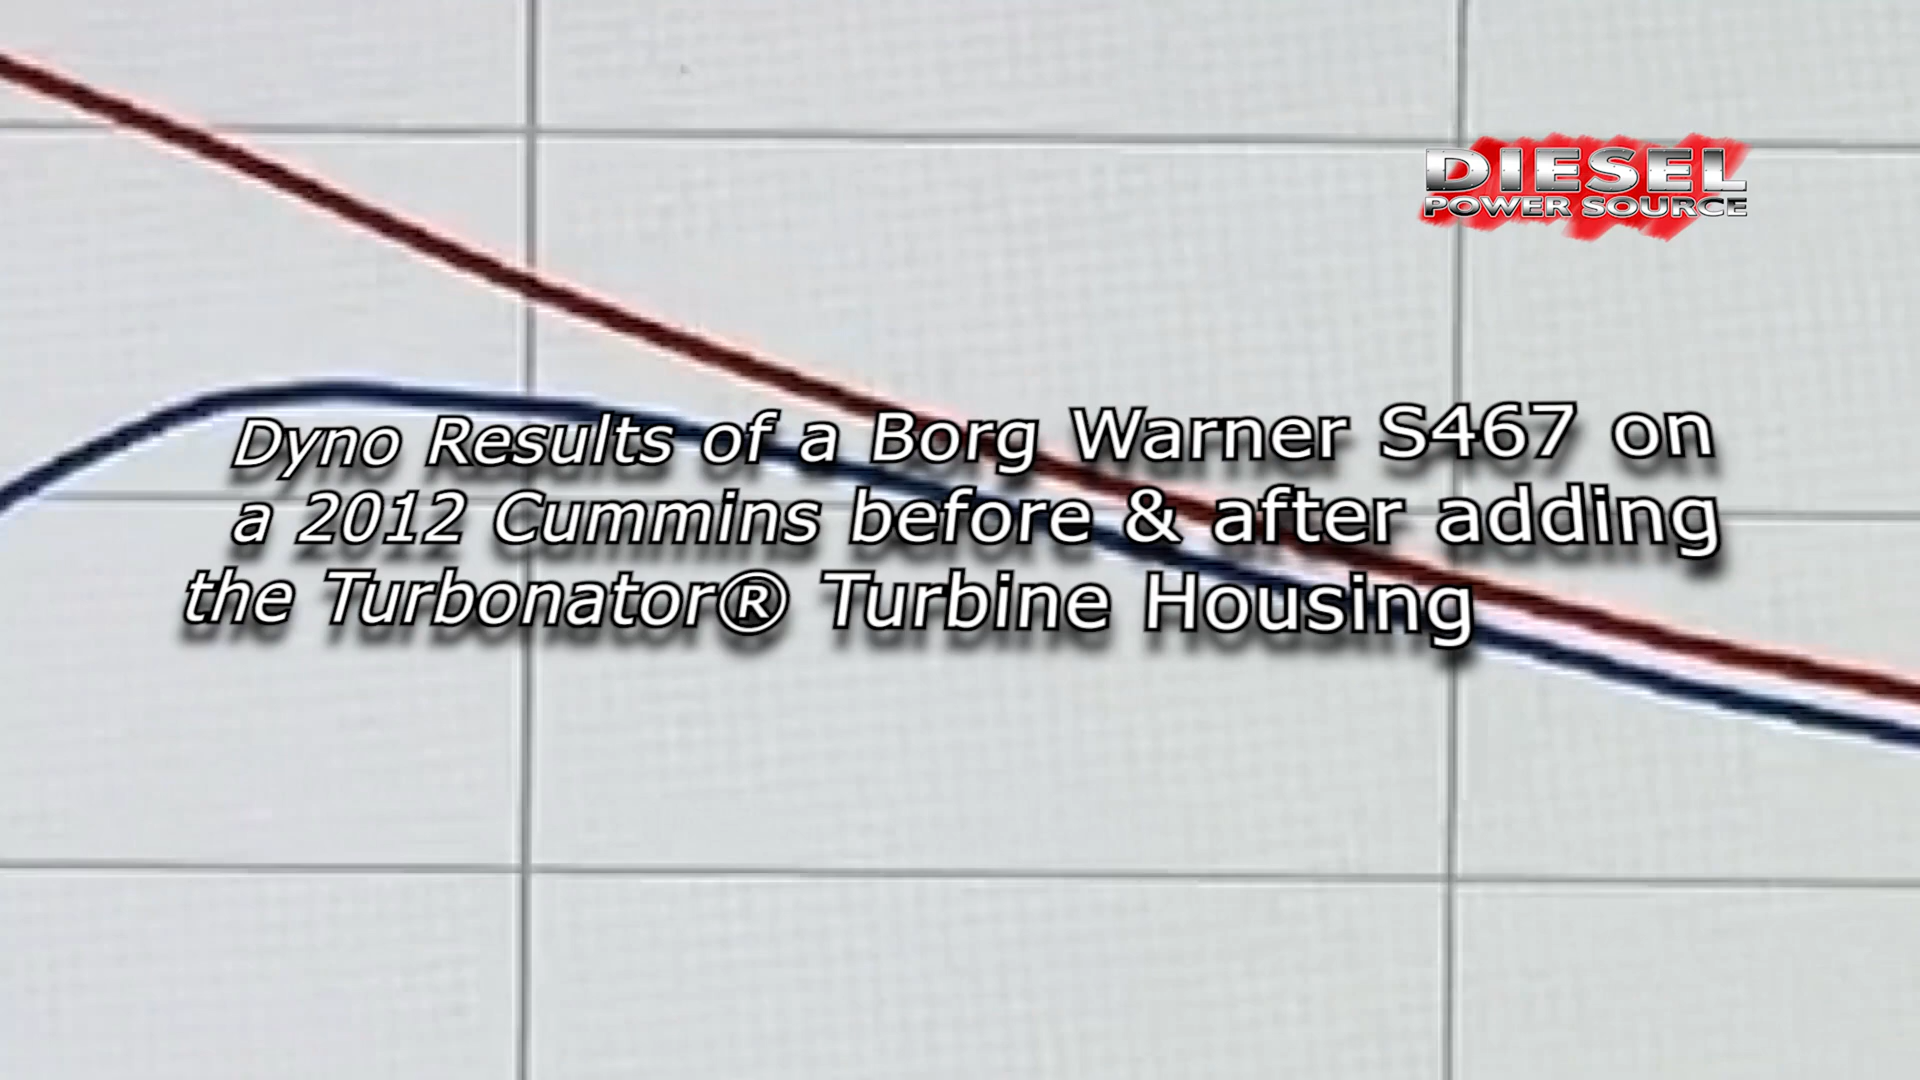 DIESEL
POWER SOURCE
Dyno Results of a Borg Warner S467 on
a 2012 Cummins before & after adding
the Turbonator® Turbine Housing